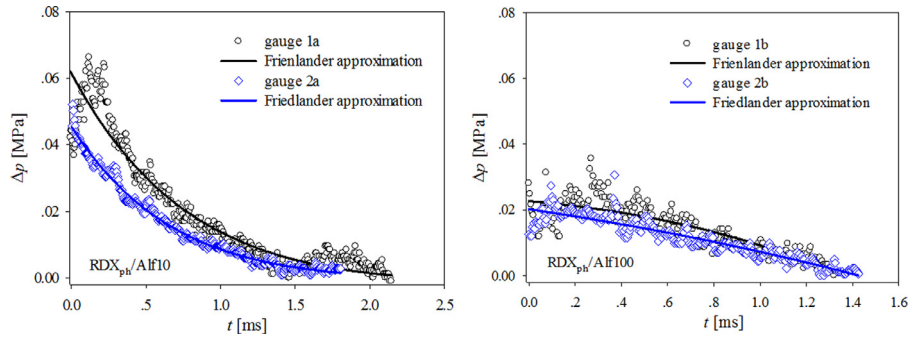 .08
.06
.04
.02
0.00
Δp [MPa]
gauge 1a
Frienlander approximation
gauge 2a
Friedlander approximation
RDXph/Alf10
0.0
.5
1.0
1.5
2.0
2.5
t [ms]
.08
.06
.04
.02
0.00
Δp [MPa]
gauge 1b
Frienlander approximation
gauge 2b
Friedlander approximation
RDXph/Alf100
0.0
.2
.4
.6
.8
1.0
1.2
1.4
1.6
t [ms]